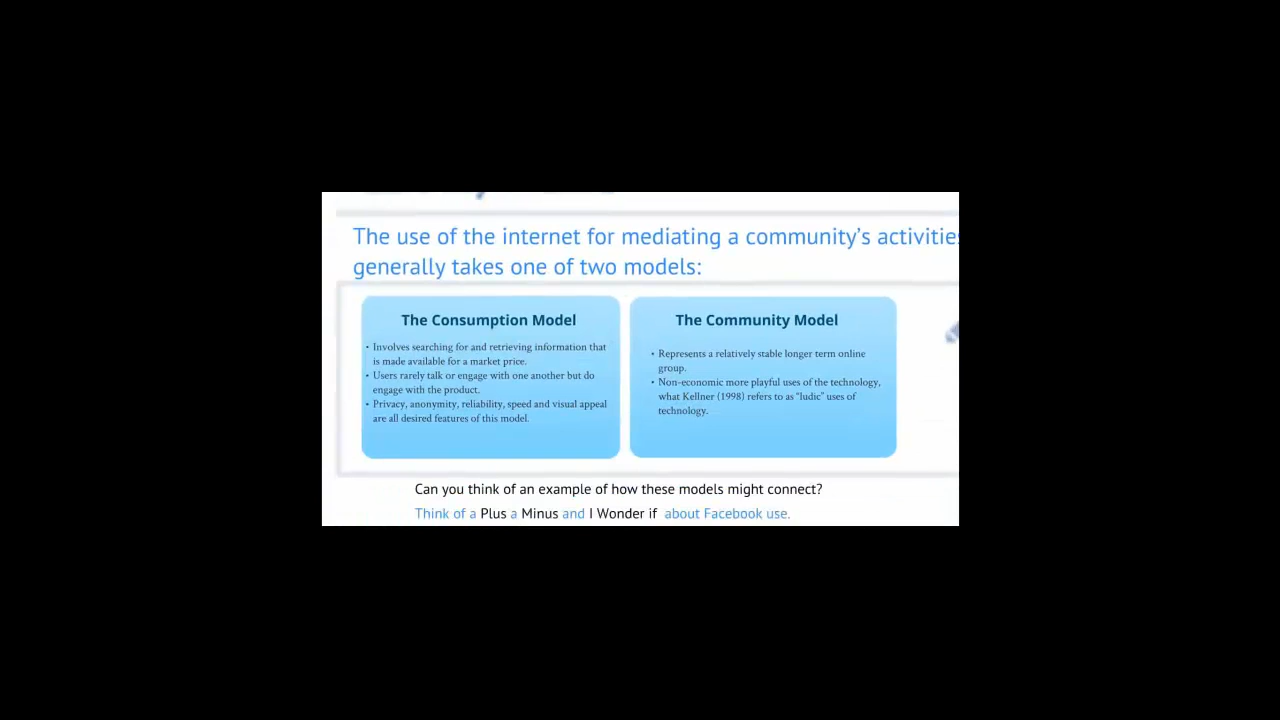 The use of the internet for mediating a community's activities
generally takes one of two models:
The Consumption Model
• Involves searching for and retrieving information that
is made available for a market price.
• Users rarely talk or engage with one another but do
engage with the product.
• Privacy, anonymity, reliability, speed and visual appeal
are all desired features of this model.
The Community Model
• Represents a relatively stable longer term online
group.
• Non-economic more playful uses of the technology,
what Kellner (1998) refers to as "ludic" uses of
technology.
Can you think of an example of how these models might connect?
Think of a Plus a Minus and I Wonder if about Facebook use.